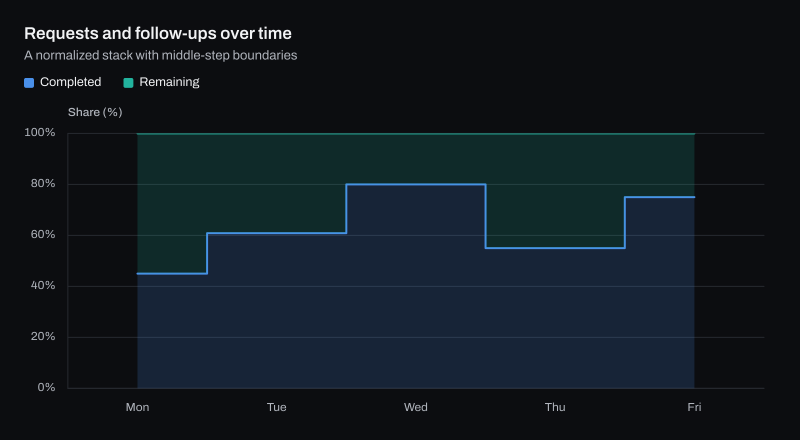 Requests and follow-ups over time
A normalized stack with middle-step boundaries
Completed Remaining
Share (%)
100%
80%
60%
40%
20%
0%
Mon Tue Wed Thu Fri